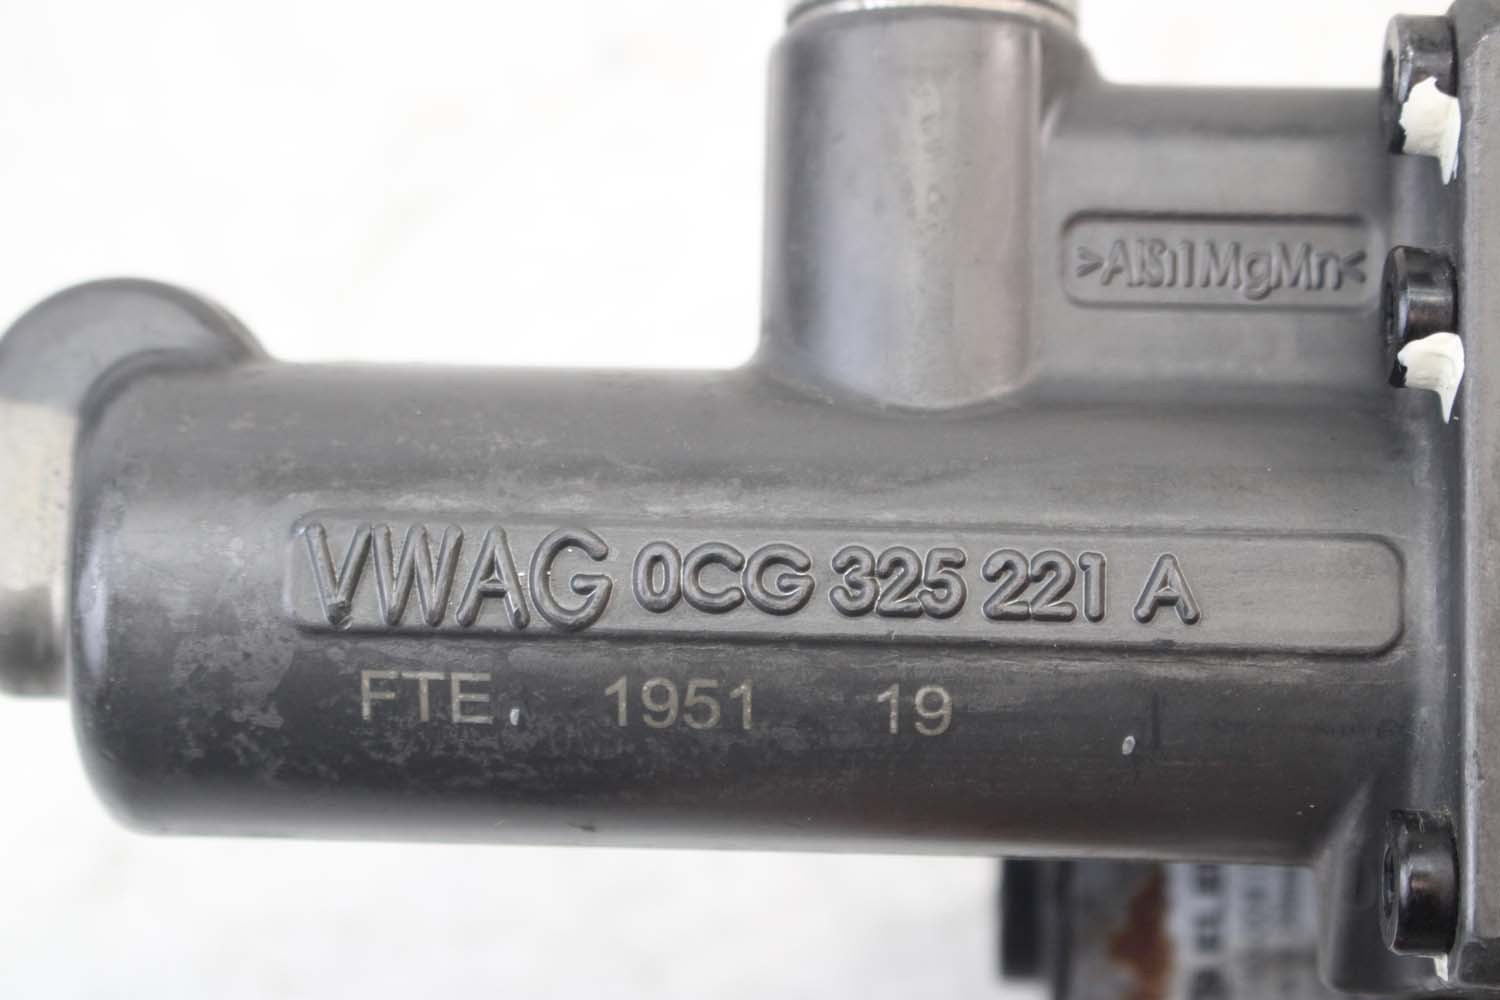 >AlSi1MgMn<
VWAG 0CG 325 221 A
FTE 1951 19